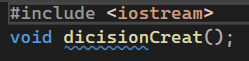 #include <iostream>
void dicisionCreat();